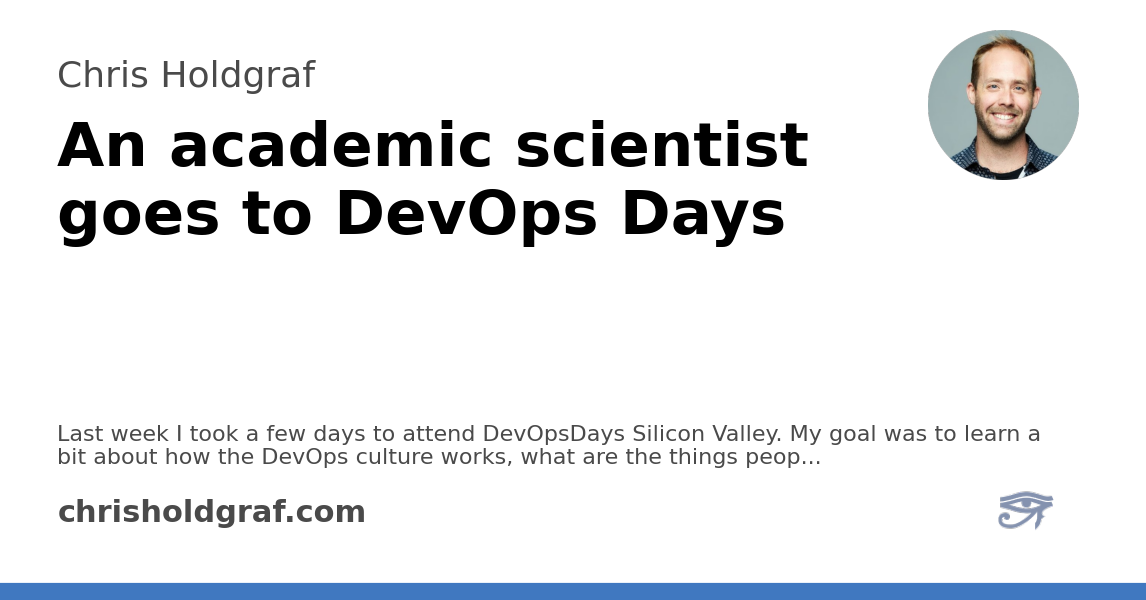 Chris Holdgraf
An academic scientist
goes to DevOps Days
Last week I took a few days to attend DevOpsDays Silicon Valley. My goal was to learn a
bit about how the DevOps culture works, what are the things peop...
chrisholdgraf.com